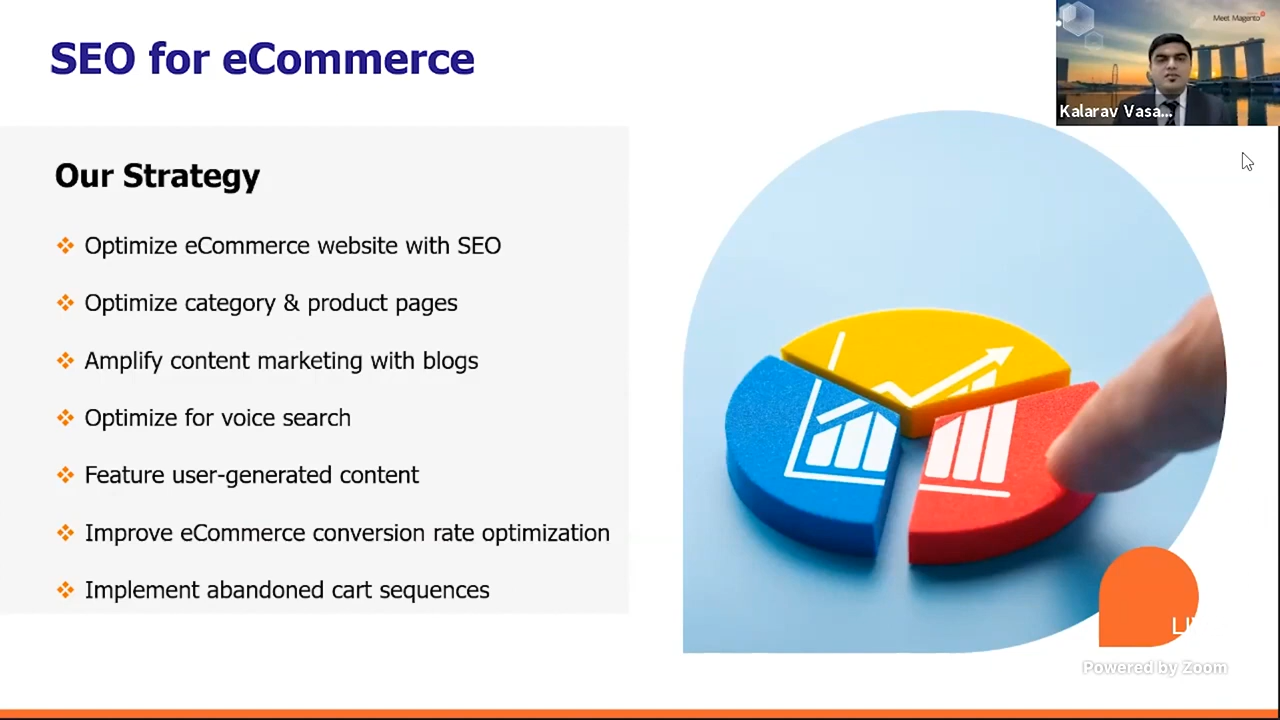 SEO for eCommerce
Meet Magento
Kalarav Vasa...
Our Strategy
Optimize eCommerce website with SEO
Optimize category & product pages
Amplify content marketing with blogs
Optimize for voice search
Feature user-generated content
Improve eCommerce conversion rate optimization
Implement abandoned cart sequences
Powered by Zoom